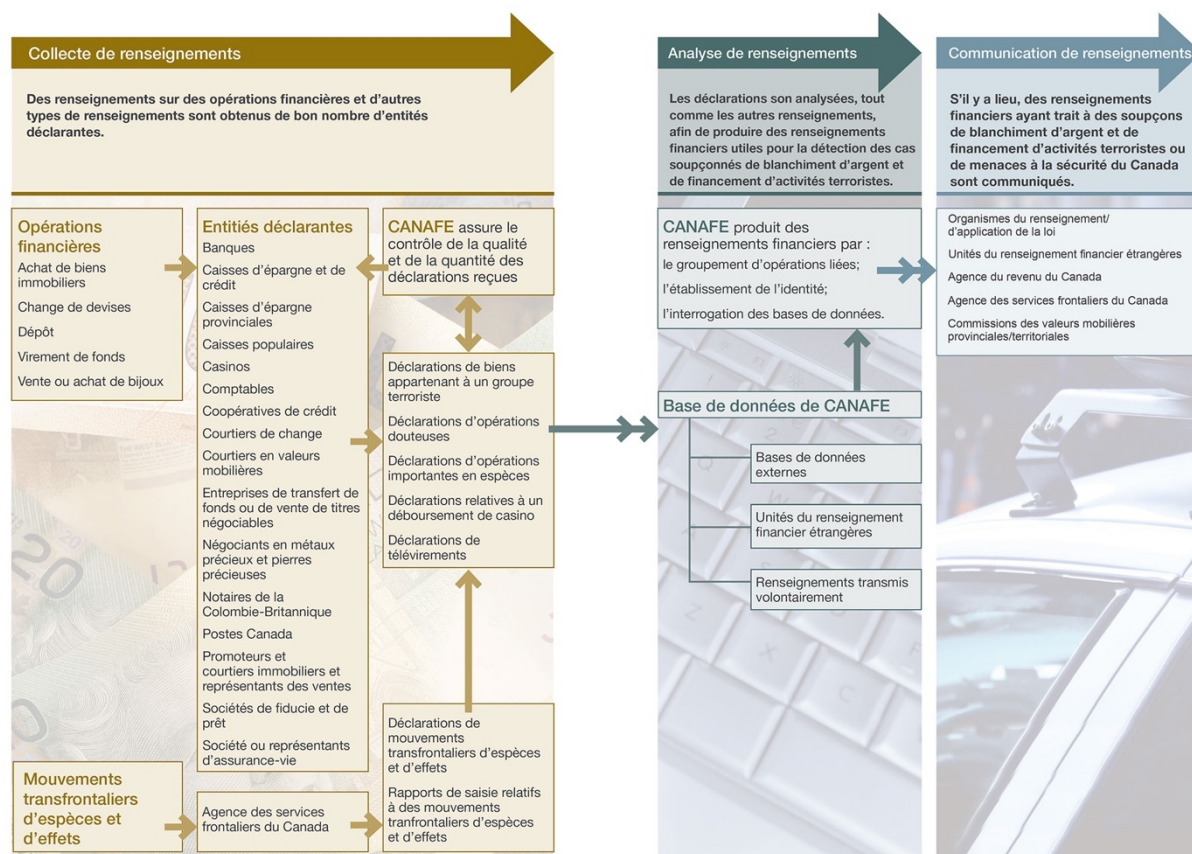 Collecte de renseignements
Des renseignements sur des opérations financières et d'autres
types de renseignements sont obtenus de bon nombre d'entités
déclarantes.
Opérations
financières
Achat de biens
immobiliers
Change de devises
Dépôt
Virement de fonds
Vente ou achat de bijoux
Entitiés déclarantes
Banques
Caisses d'épargne et de
crédit
Caisses d'épargne
provinciales
Caisses populaires
Casinos
Comptables
Coopératives de crédit
Courtiers de change
Courtiers en valeurs
mobilières
Entreprises de transfert de
fonds ou de vente de titres
négociables
Négociants en métaux
précieux et pierres
précieuses
Notaires de la
Colombie-Britannique
Postes Canada
Promoteurs et
courtiers immobiliers et
représentants des ventes
Sociétés de fiducie et de
prêt
Société ou représentants
d'assurance-vie
CANAFE assure le
contrôle de la qualité
et de la quantité des
déclarations reçues
Déclarations de biens
appartenant à un groupe
terroriste
Déclarations d'opérations
douteuses
Déclarations d'opérations
importantes en espèces
Déclarations relatives à un
déboursement de casino
Déclarations de
télévirements
Mouvements
transfrontaliers
d'espèces et
d'effets
Agence des services
frontaliers du Canada
Déclarations de
mouvements
transfrontaliers d'espèces
et d'effets
Rapports de saisie relatifs
à des mouvements
tranfrontaliers d'espèces
et d'effets
Analyse de renseignements
Les déclarations son analysées, tout
comme les autres renseignements,
afin de produire des renseignements
financiers utiles pour la détection des cas
soupçonnés de blanchiment d'argent et
de financement d'activités terroristes.
CANAFE produit des
renseignements financiers par :
le groupement d'opérations liées;
l'établissement de l'identité;
l'interrogation des bases de données.
Base de données de CANAFE
Bases de données
externes
Unités du renseignement
financier étrangères
Renseignements transmis
volontairement
Communication de renseignements
S'il y a lieu, des renseignements
financiers ayant trait à des soupçons
de blanchiment d'argent et de
financement d'activités terroristes ou
de menaces à la sécurité du Canada
sont communiqués.
Organismes du renseignement/
d'application de la loi
Unités du renseignement financier étrangères
Agence du revenu du Canada
Agence des services frontaliers du Canada
Commissions des valeurs mobilières
provinciales/territoriales